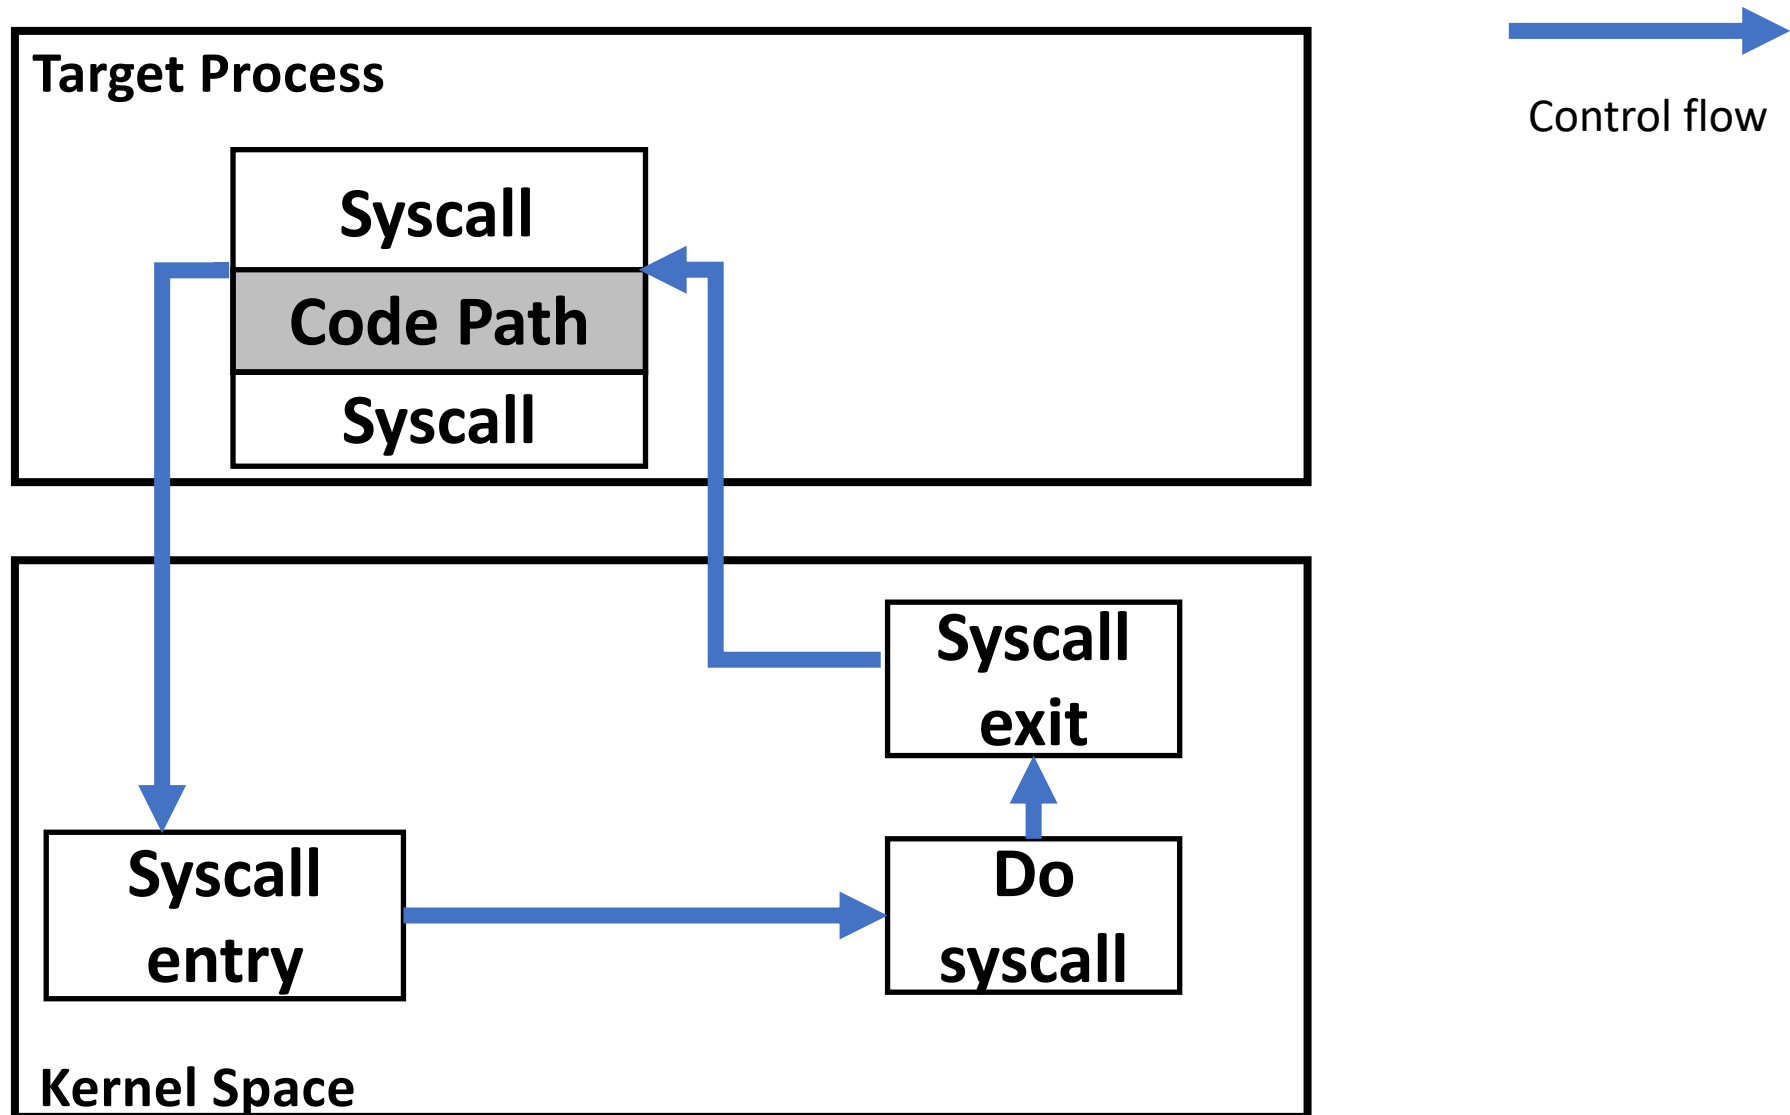 Target Process
Control flow
Syscall
Code Path
Syscall
Syscall
exit
Syscall
entry
Do
syscall
Kernel Space